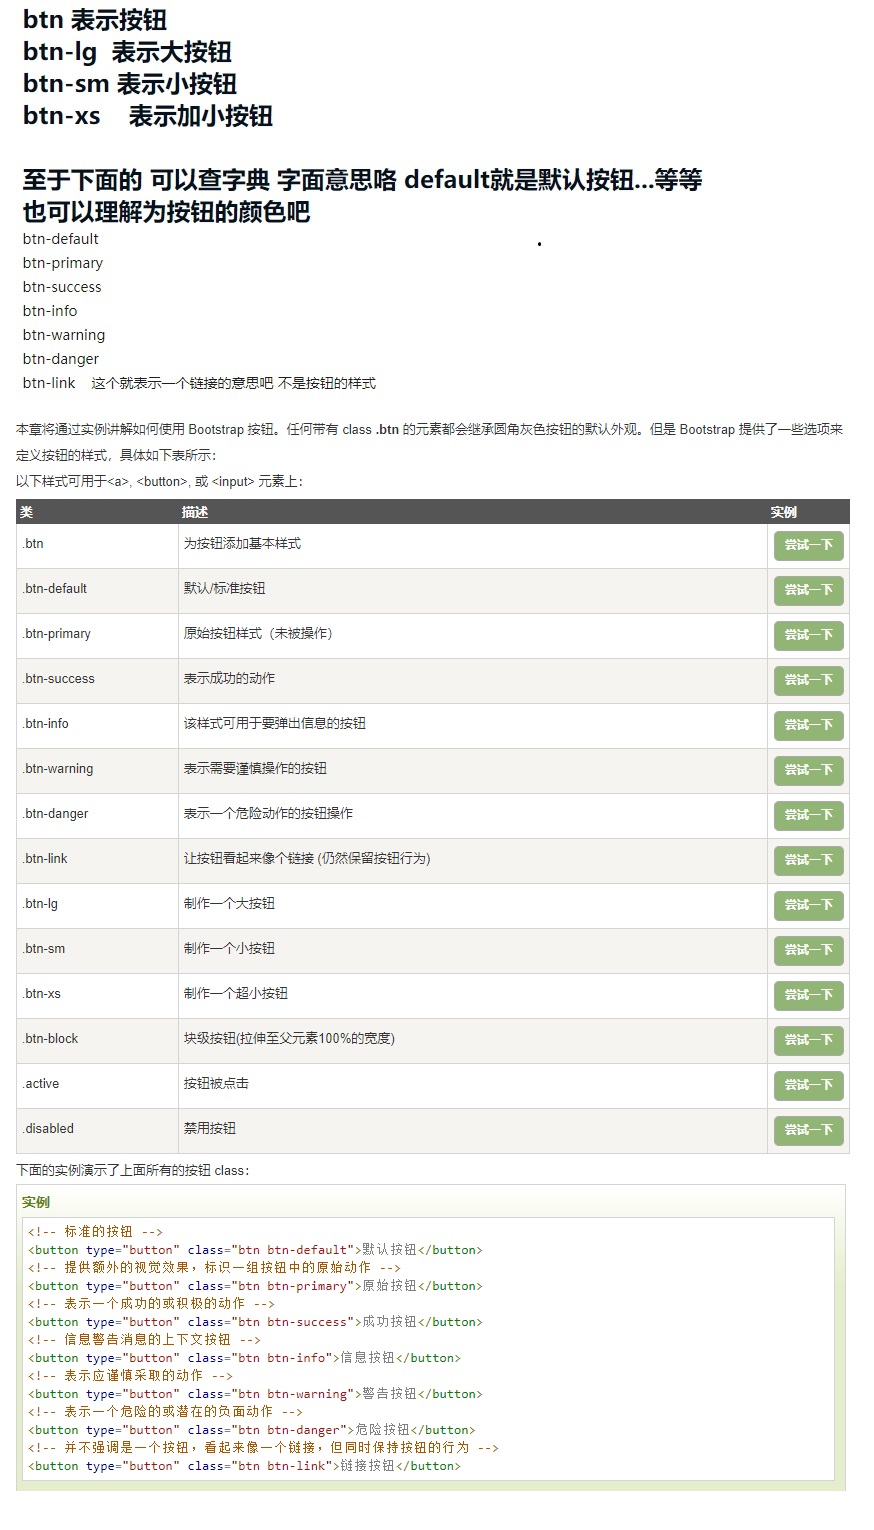 btn 表示按钮
btn-lg  表示大按钮
btn-sm 表示小按钮
btn-xs    表示加小按钮
至于下面的 可以查字典 字面意思咯 default就是默认按钮...等等
也可以理解为按钮的颜色吧
btn-default
btn-primary
btn-success
btn-info
btn-warning
btn-danger
btn-link    这个就表示一个链接的意思吧 不是按钮的样式
本章将通过实例讲解如何使用 Bootstrap 按钮。任何带有 class .btn 的元素都会继承圆角灰色按钮的默认外观。但是 Bootstrap 提供了一些选项来
定义按钮的样式，具体如下表所示：
以下样式可用于<a>, <button>, 或 <input> 元素上：
类 描述 实例
.btn 为按钮添加基本样式 尝试一下
.btn-default 默认/标准按钮 尝试一下
.btn-primary 原始按钮样式（未被操作） 尝试一下
.btn-success 表示成功的动作 尝试一下
.btn-info 该样式可用于要弹出信息的按钮 尝试一下
.btn-warning 表示需要谨慎操作的按钮 尝试一下
.btn-danger 表示一个危险动作的按钮操作 尝试一下
.btn-link 让按钮看起来像个链接 (仍然保留按钮行为) 尝试一下
.btn-lg 制作一个大按钮 尝试一下
.btn-sm 制作一个小按钮 尝试一下
.btn-xs 制作一个超小按钮 尝试一下
.btn-block 块级按钮(拉伸至父元素100%的宽度) 尝试一下
.active 按钮被点击 尝试一下
.disabled 禁用按钮 尝试一下
下面的实例演示了上面所有的按钮 class：
实例
<!-- 标准的按钮 -->
<button type="button" class="btn btn-default">默认按钮</button>
<!-- 提供额外的视觉效果，标识一组按钮中的原始动作 -->
<button type="button" class="btn btn-primary">原始按钮</button>
<!-- 表示一个成功的或积极的动作 -->
<button type="button" class="btn btn-success">成功按钮</button>
<!-- 信息警告消息的上下文按钮 -->
<button type="button" class="btn btn-info">信息按钮</button>
<!-- 表示应谨慎采取的动作 -->
<button type="button" class="btn btn-warning">警告按钮</button>
<!-- 表示一个危险的或潜在的负面动作 -->
<button type="button" class="btn btn-danger">危险按钮</button>
<!-- 并不强调是一个按钮，看起来像一个链接，但同时保持按钮的行为 -->
<button type="button" class="btn btn-link">链接按钮</button>